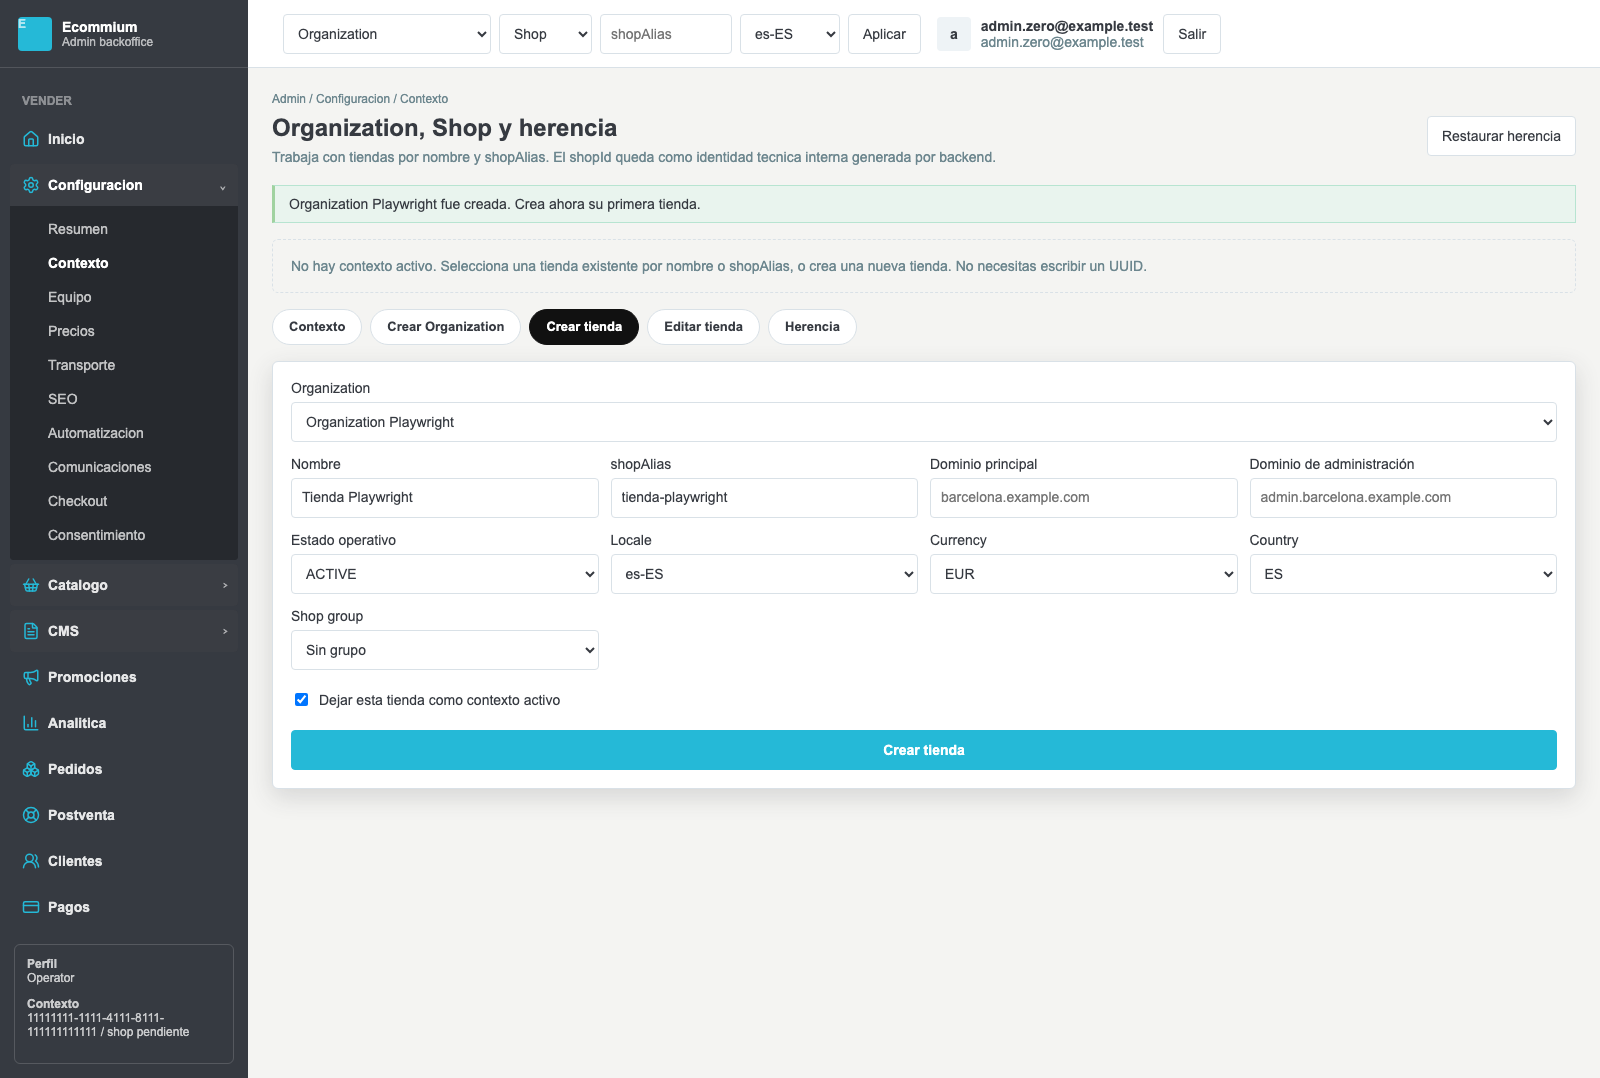 E
Ecommium
Admin backoffice
Organization
Shop
shopAlias
es-ES
Aplicar
a
admin.zero@example.test
admin.zero@example.test
Salir
VENDER
Inicio
Configuracion
Resumen
Contexto
Equipo
Precios
Transporte
SEO
Automatizacion
Comunicaciones
Checkout
Consentimiento
Catalogo
CMS
Promociones
Analitica
Pedidos
Postventa
Clientes
Pagos
Perfil
Operator
Contexto
11111111-1111-4111-8111-
111111111111 / shop pendiente
Admin / Configuracion / Contexto
Organization, Shop y herencia
Trabaja con tiendas por nombre y shopAlias. El shopId queda como identidad tecnica interna generada por backend.
Restaurar herencia
Organization Playwright fue creada. Crea ahora su primera tienda.
No hay contexto activo. Selecciona una tienda existente por nombre o shopAlias, o crea una nueva tienda. No necesitas escribir un UUID.
Contexto
Crear Organization
Crear tienda
Editar tienda
Herencia
Organization
Organization Playwright
Nombre
shopAlias
Dominio principal
Dominio de administración
Tienda Playwright
tienda-playwright
barcelona.example.com
admin.barcelona.example.com
Estado operativo
Locale
Currency
Country
ACTIVE
es-ES
EUR
ES
Shop group
Sin grupo
Dejar esta tienda como contexto activo
Crear tienda